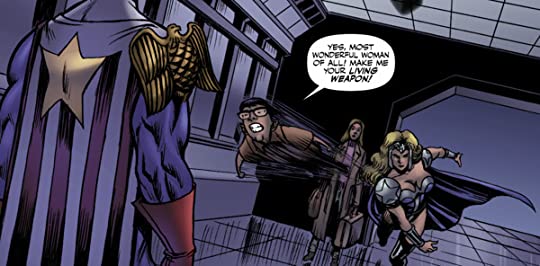 YES, MOST
WONDERFUL WOMAN
OF ALL! MAKE ME
YOUR LIVING
WEAPON!